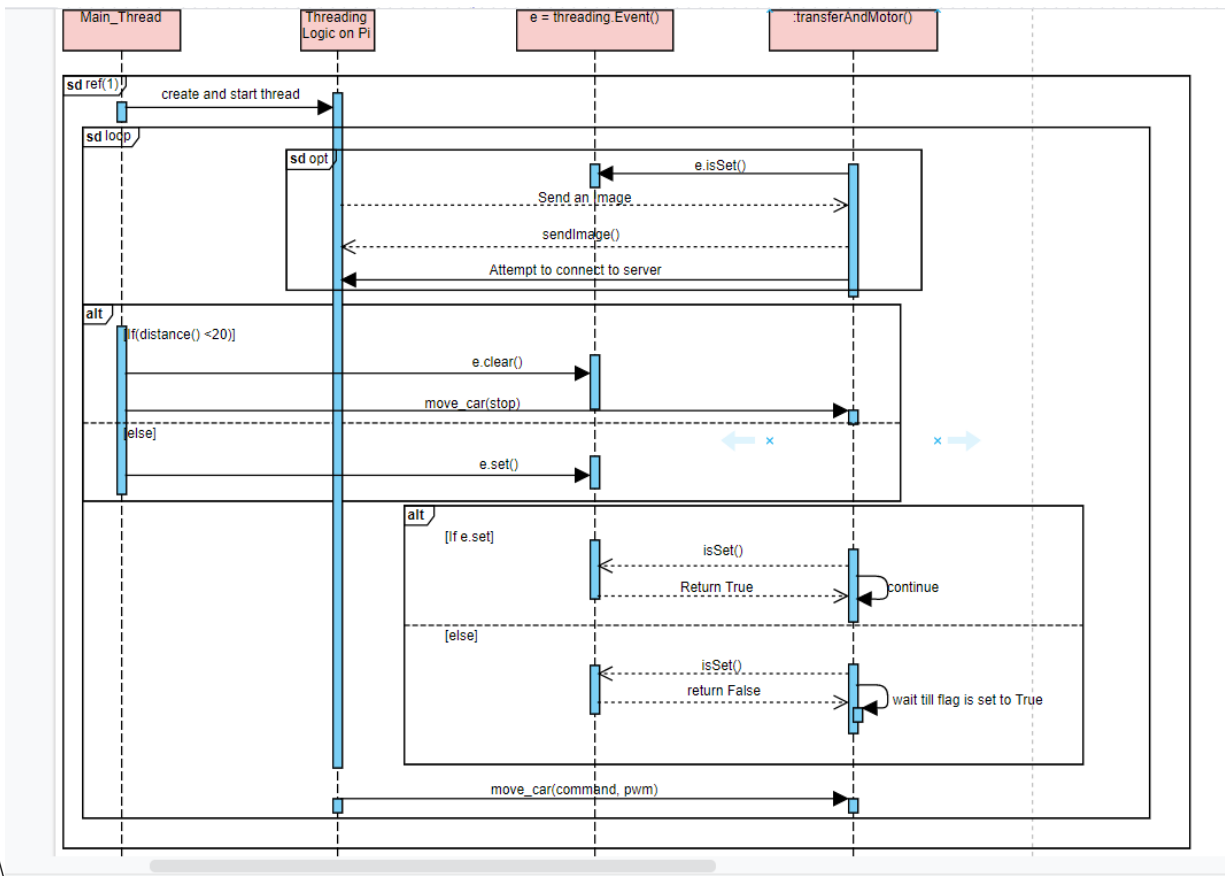 Main_Thread
Threading
Logic on Pi
e = threading.Event()
:transferAndMotor()
sd ref(1)
create and start thread
sd loop
sd opt
e.isSet()
Send an Image
sendImage()
Attempt to connect to server
alt
[If(distance() <20)]
e.clear()
move_car(stop)
[else]
e.set()
alt
[If e.set]
isSet()
Return True
continue
[else]
isSet()
return False
wait till flag is set to True
move_car(command, pwm)